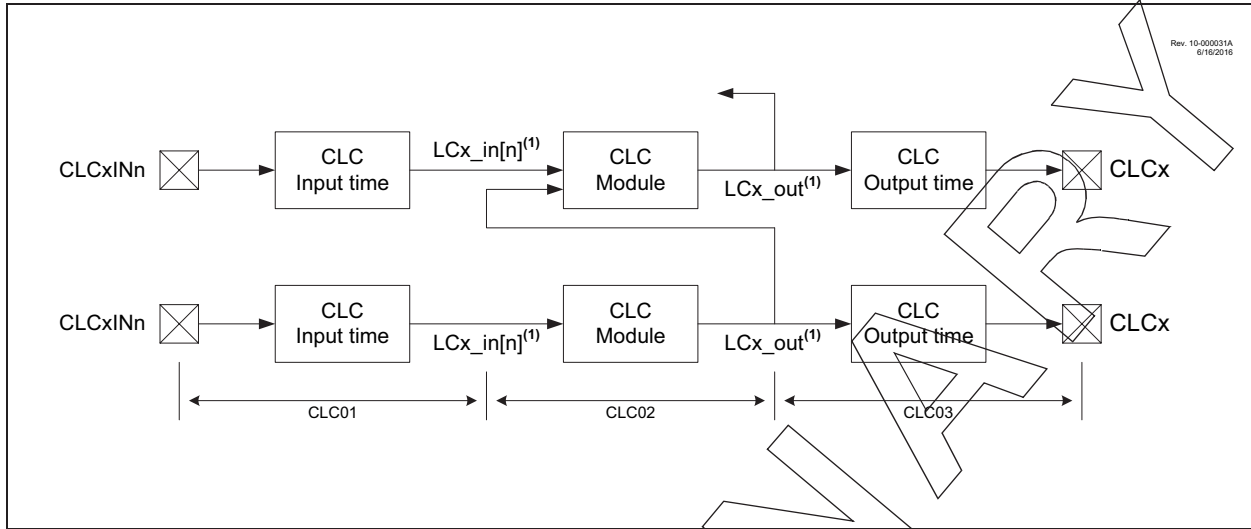 Rev. 10-000031A
6/16/2016
CLCxINn
CLC
Input time
LCx_in[n](1)
CLC
Module
LCx_out(1)
CLC
Output time
CLCx
CLCxINn
CLC
Input time
LCx_in[n](1)
CLC
Module
LCx_out(1)
CLC
Output time
CLCx
CLC01
CLC02
CLC03
ARY